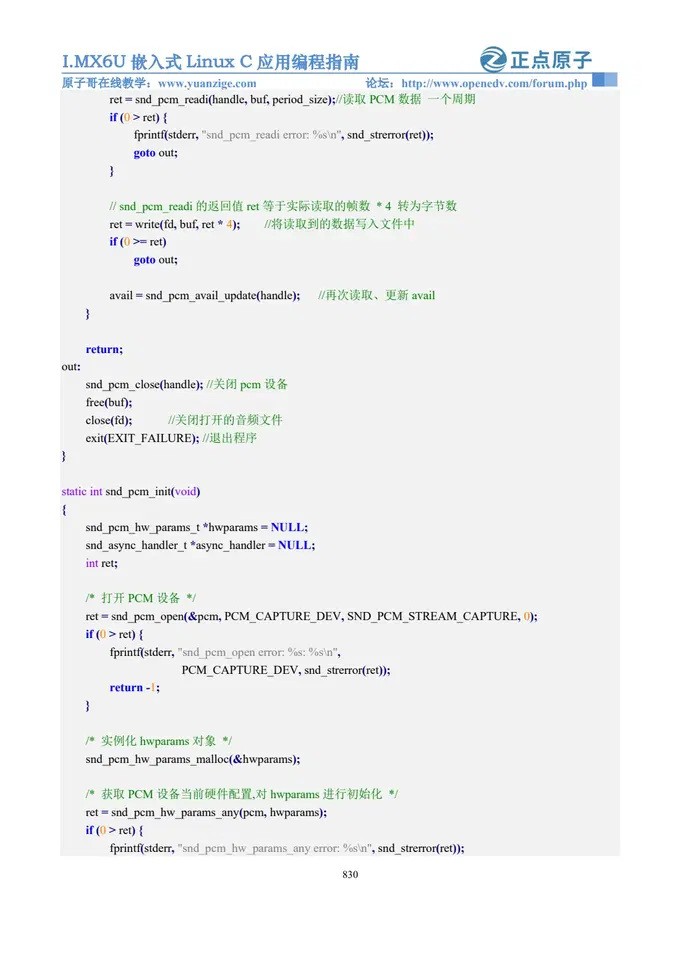 I.MX6U 嵌入式 Linux C 应用编程指南
正点原子
原子哥在线教学：www.yuanzige.com 论坛：http://www.openedv.com/forum.php
ret = snd_pcm_readi(handle, buf, period_size);//读取 PCM 数据 一个周期
if (0 > ret) {
fprintf(stderr, "snd_pcm_readi error: %s\n", snd_strerror(ret));
goto out;
}
// snd_pcm_readi 的返回值 ret 等于实际读取的帧数 * 4 转为字节数
ret = write(fd, buf, ret * 4); //将读取到的数据写入文件中
if (0 >= ret)
goto out;
avail = snd_pcm_avail_update(handle); //再次读取、更新 avail
}
return;
out:
snd_pcm_close(handle); //关闭 pcm 设备
free(buf);
close(fd); //关闭打开的音频文件
exit(EXIT_FAILURE); //退出程序
}
static int snd_pcm_init(void)
{
snd_pcm_hw_params_t *hwparams = NULL;
snd_async_handler_t *async_handler = NULL;
int ret;
/* 打开 PCM 设备 */
ret = snd_pcm_open(&pcm, PCM_CAPTURE_DEV, SND_PCM_STREAM_CAPTURE, 0);
if (0 > ret) {
fprintf(stderr, "snd_pcm_open error: %s: %s\n",
PCM_CAPTURE_DEV, snd_strerror(ret));
return -1;
}
/* 实例化 hwparams 对象 */
snd_pcm_hw_params_malloc(&hwparams);
/* 获取 PCM 设备当前硬件配置,对 hwparams 进行初始化 */
ret = snd_pcm_hw_params_any(pcm, hwparams);
if (0 > ret) {
fprintf(stderr, "snd_pcm_hw_params_any error: %s\n", snd_strerror(ret));
830